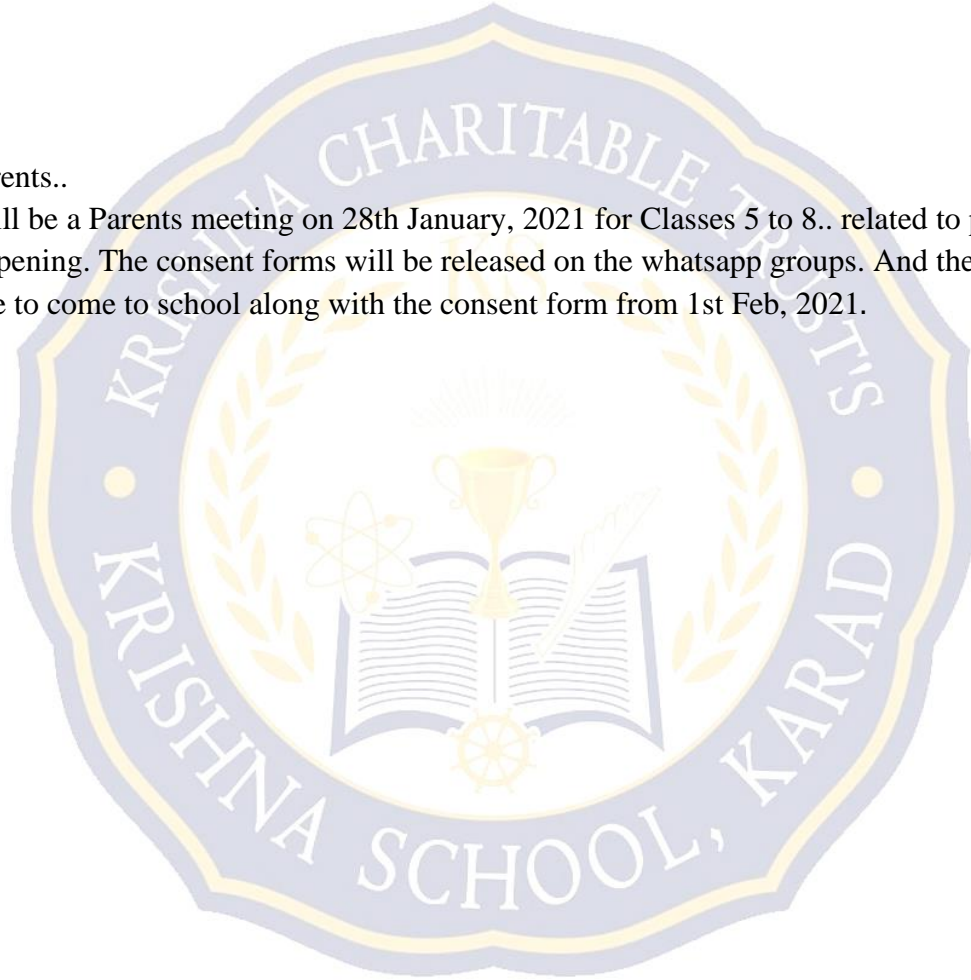 rents..
ll be a Parents meeting on 28th January, 2021 for Classes 5 to 8.. related to
pening. The consent forms will be released on the whatsapp groups. And the
e to come to school along with the consent form from 1st Feb, 2021.
KRISHNA CHARITABLE TRUST'S
KS
KRISHNA SCHOOL, KARAD